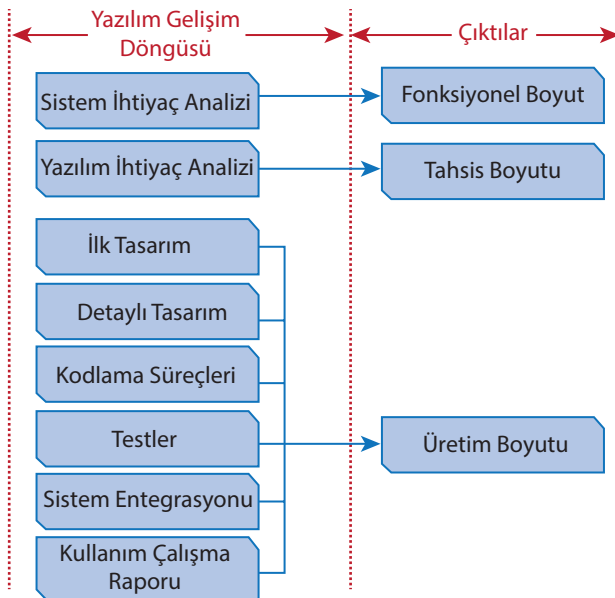 Yazılım Gelişim
Döngüsü
Çıktılar
Sistem İhtiyaç Analizi
Fonksiyonel Boyut
Yazılım İhtiyaç Analizi
Tahsis Boyutu
İlk Tasarım
Detaylı Tasarım
Kodlama Süreçleri
Testler
Üretim Boyutu
Sistem Entegrasyonu
Kullanım Çalışma
Raporu